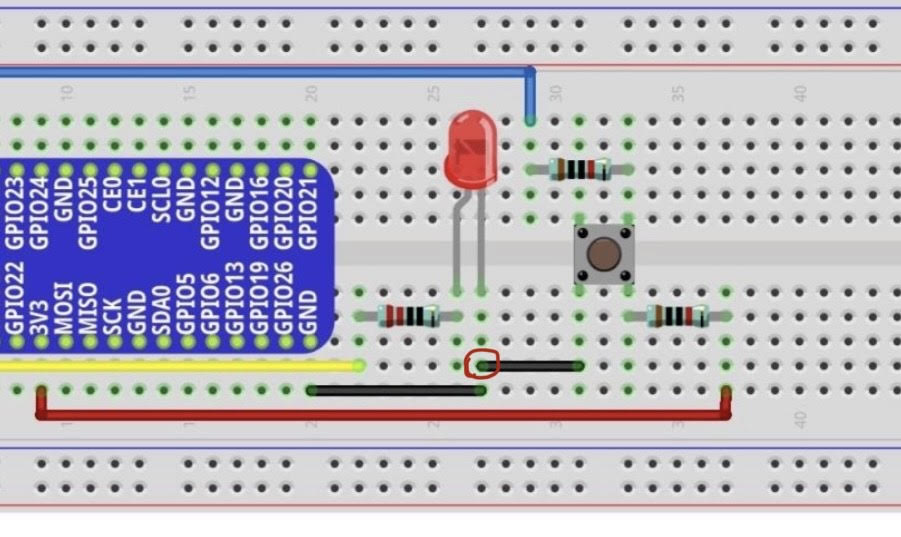 10 15 20 25 30 35 40
GPIO23
GPIO24
GND
GPIO25
CE0
CE1
SCL0
GND
GPIO12
GND
GPIO16
GPIO20
GPIO21
GPIO22
3V3
MOSI
MISO
SCK
GND
SDA0
GPIO5
GPIO6
GPIO13
GPIO19
GPIO26
GND
40